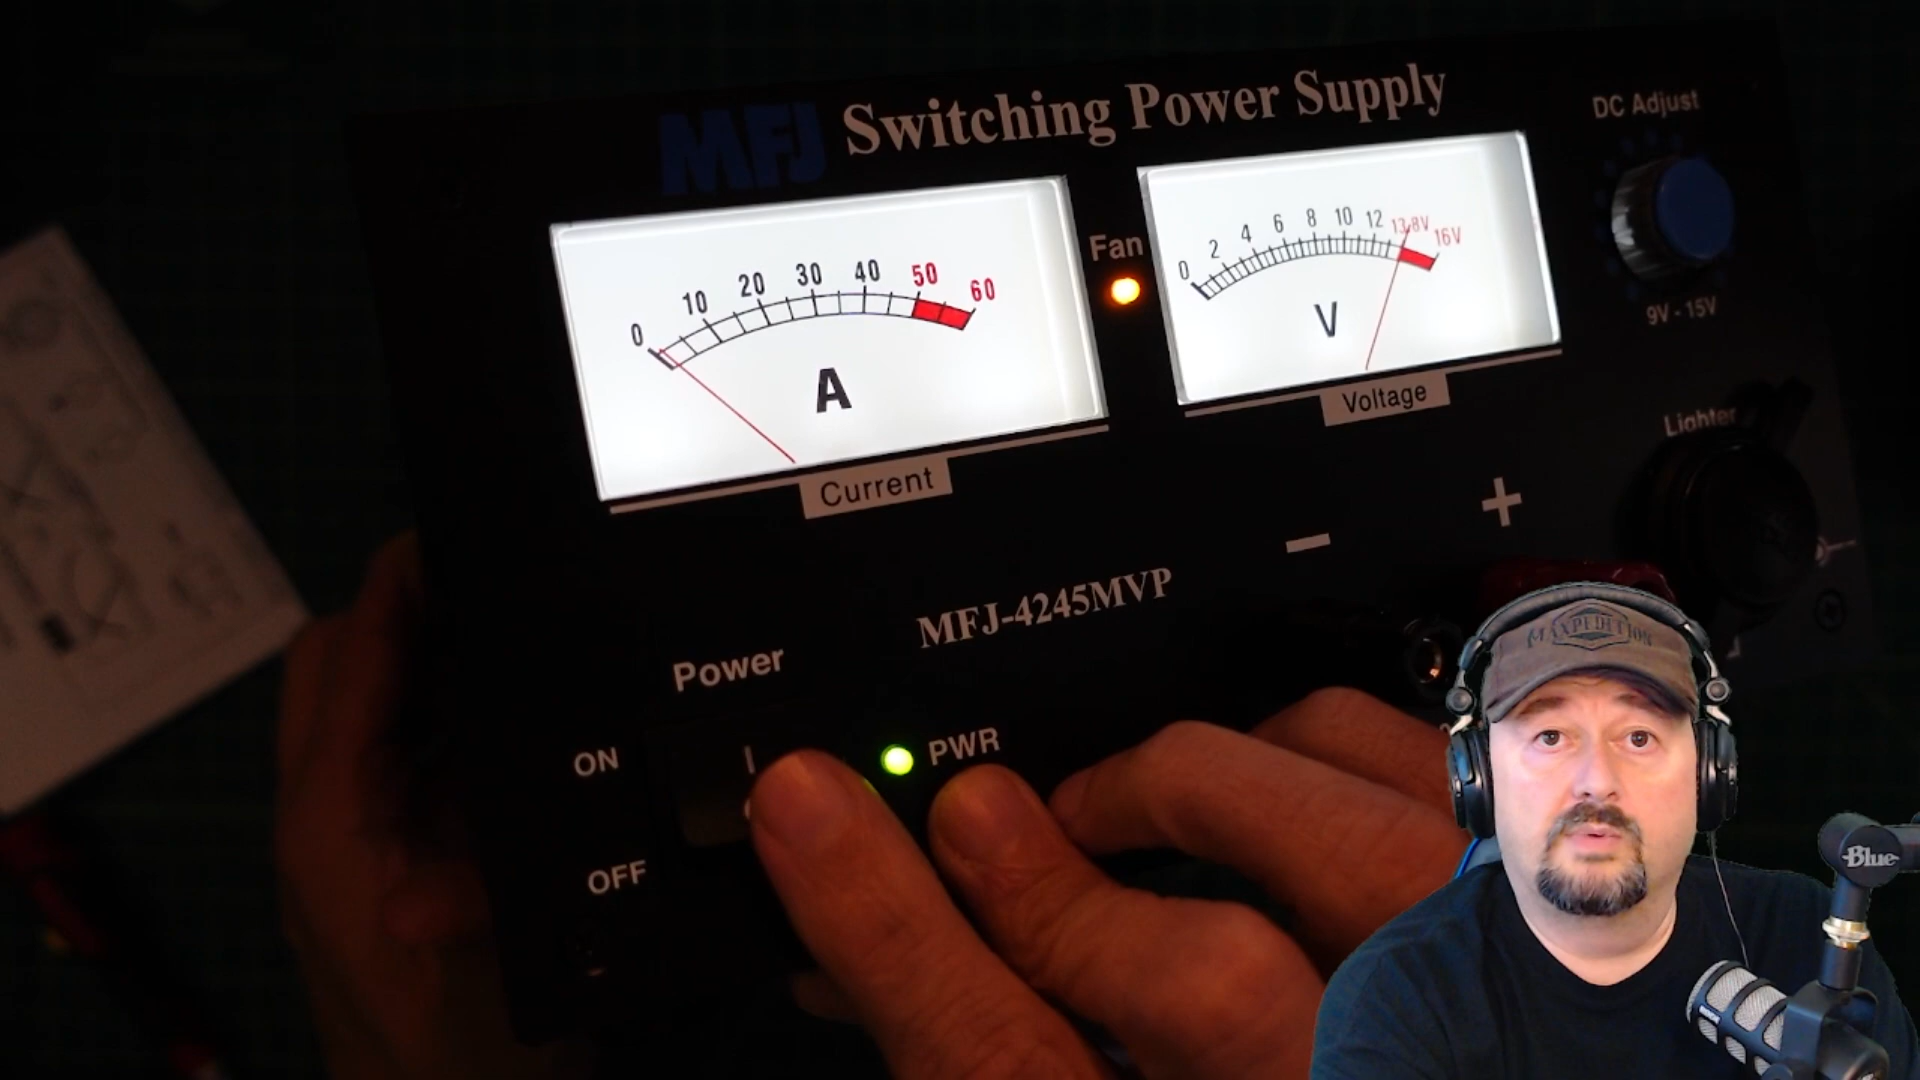 MFJ Switching Power Supply
DC Adjust
9V - 15V
0 10 20 30 40 50 60
A
Current
Fan
0 2 4 6 8 10 12 13.8V 16V
V
Voltage
Lighter
− +
MFJ-4245MVP
Power
ON
OFF
PWR
MAXPEDITION
Blue